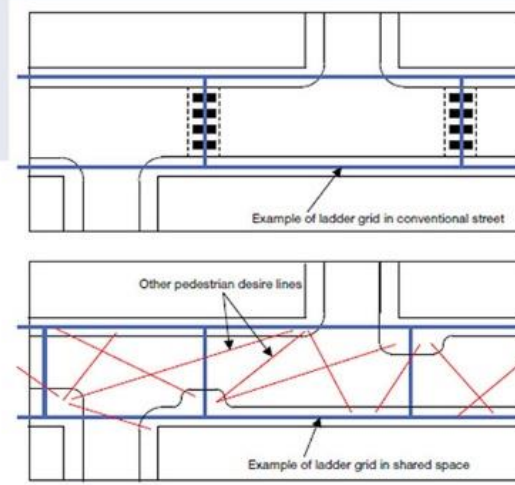 Example of ladder grid in conventional street
Other pedestrian desire lines
Example of ladder grid in shared space